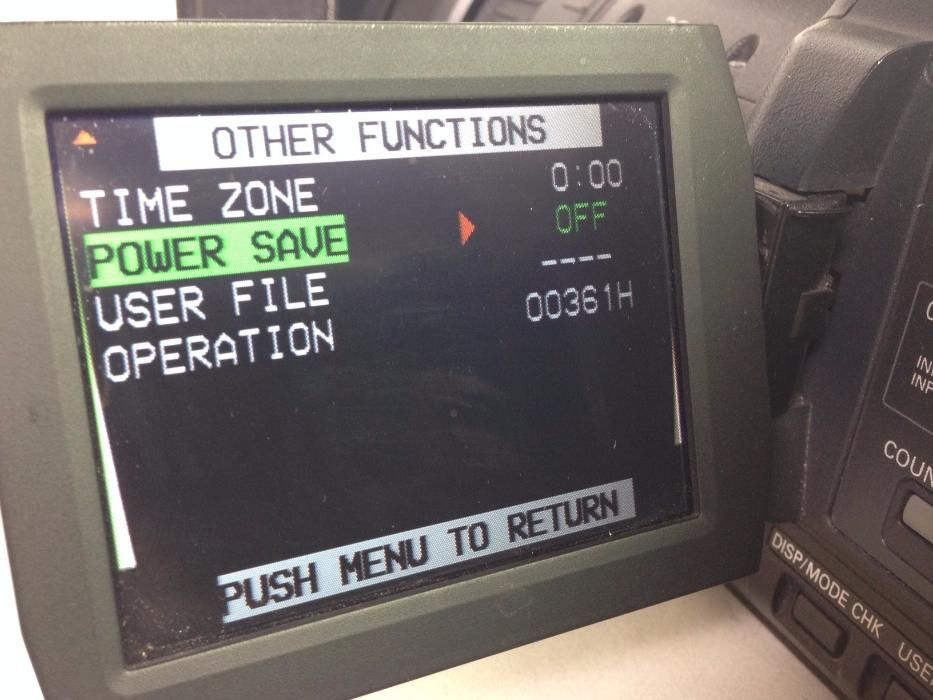 OTHER FUNCTIONS
TIME ZONE 0:00
POWER SAVE OFF
USER FILE ----
OPERATION 00361H
PUSH MENU TO RETURN
COUN
DISP/MODE CHK
USE